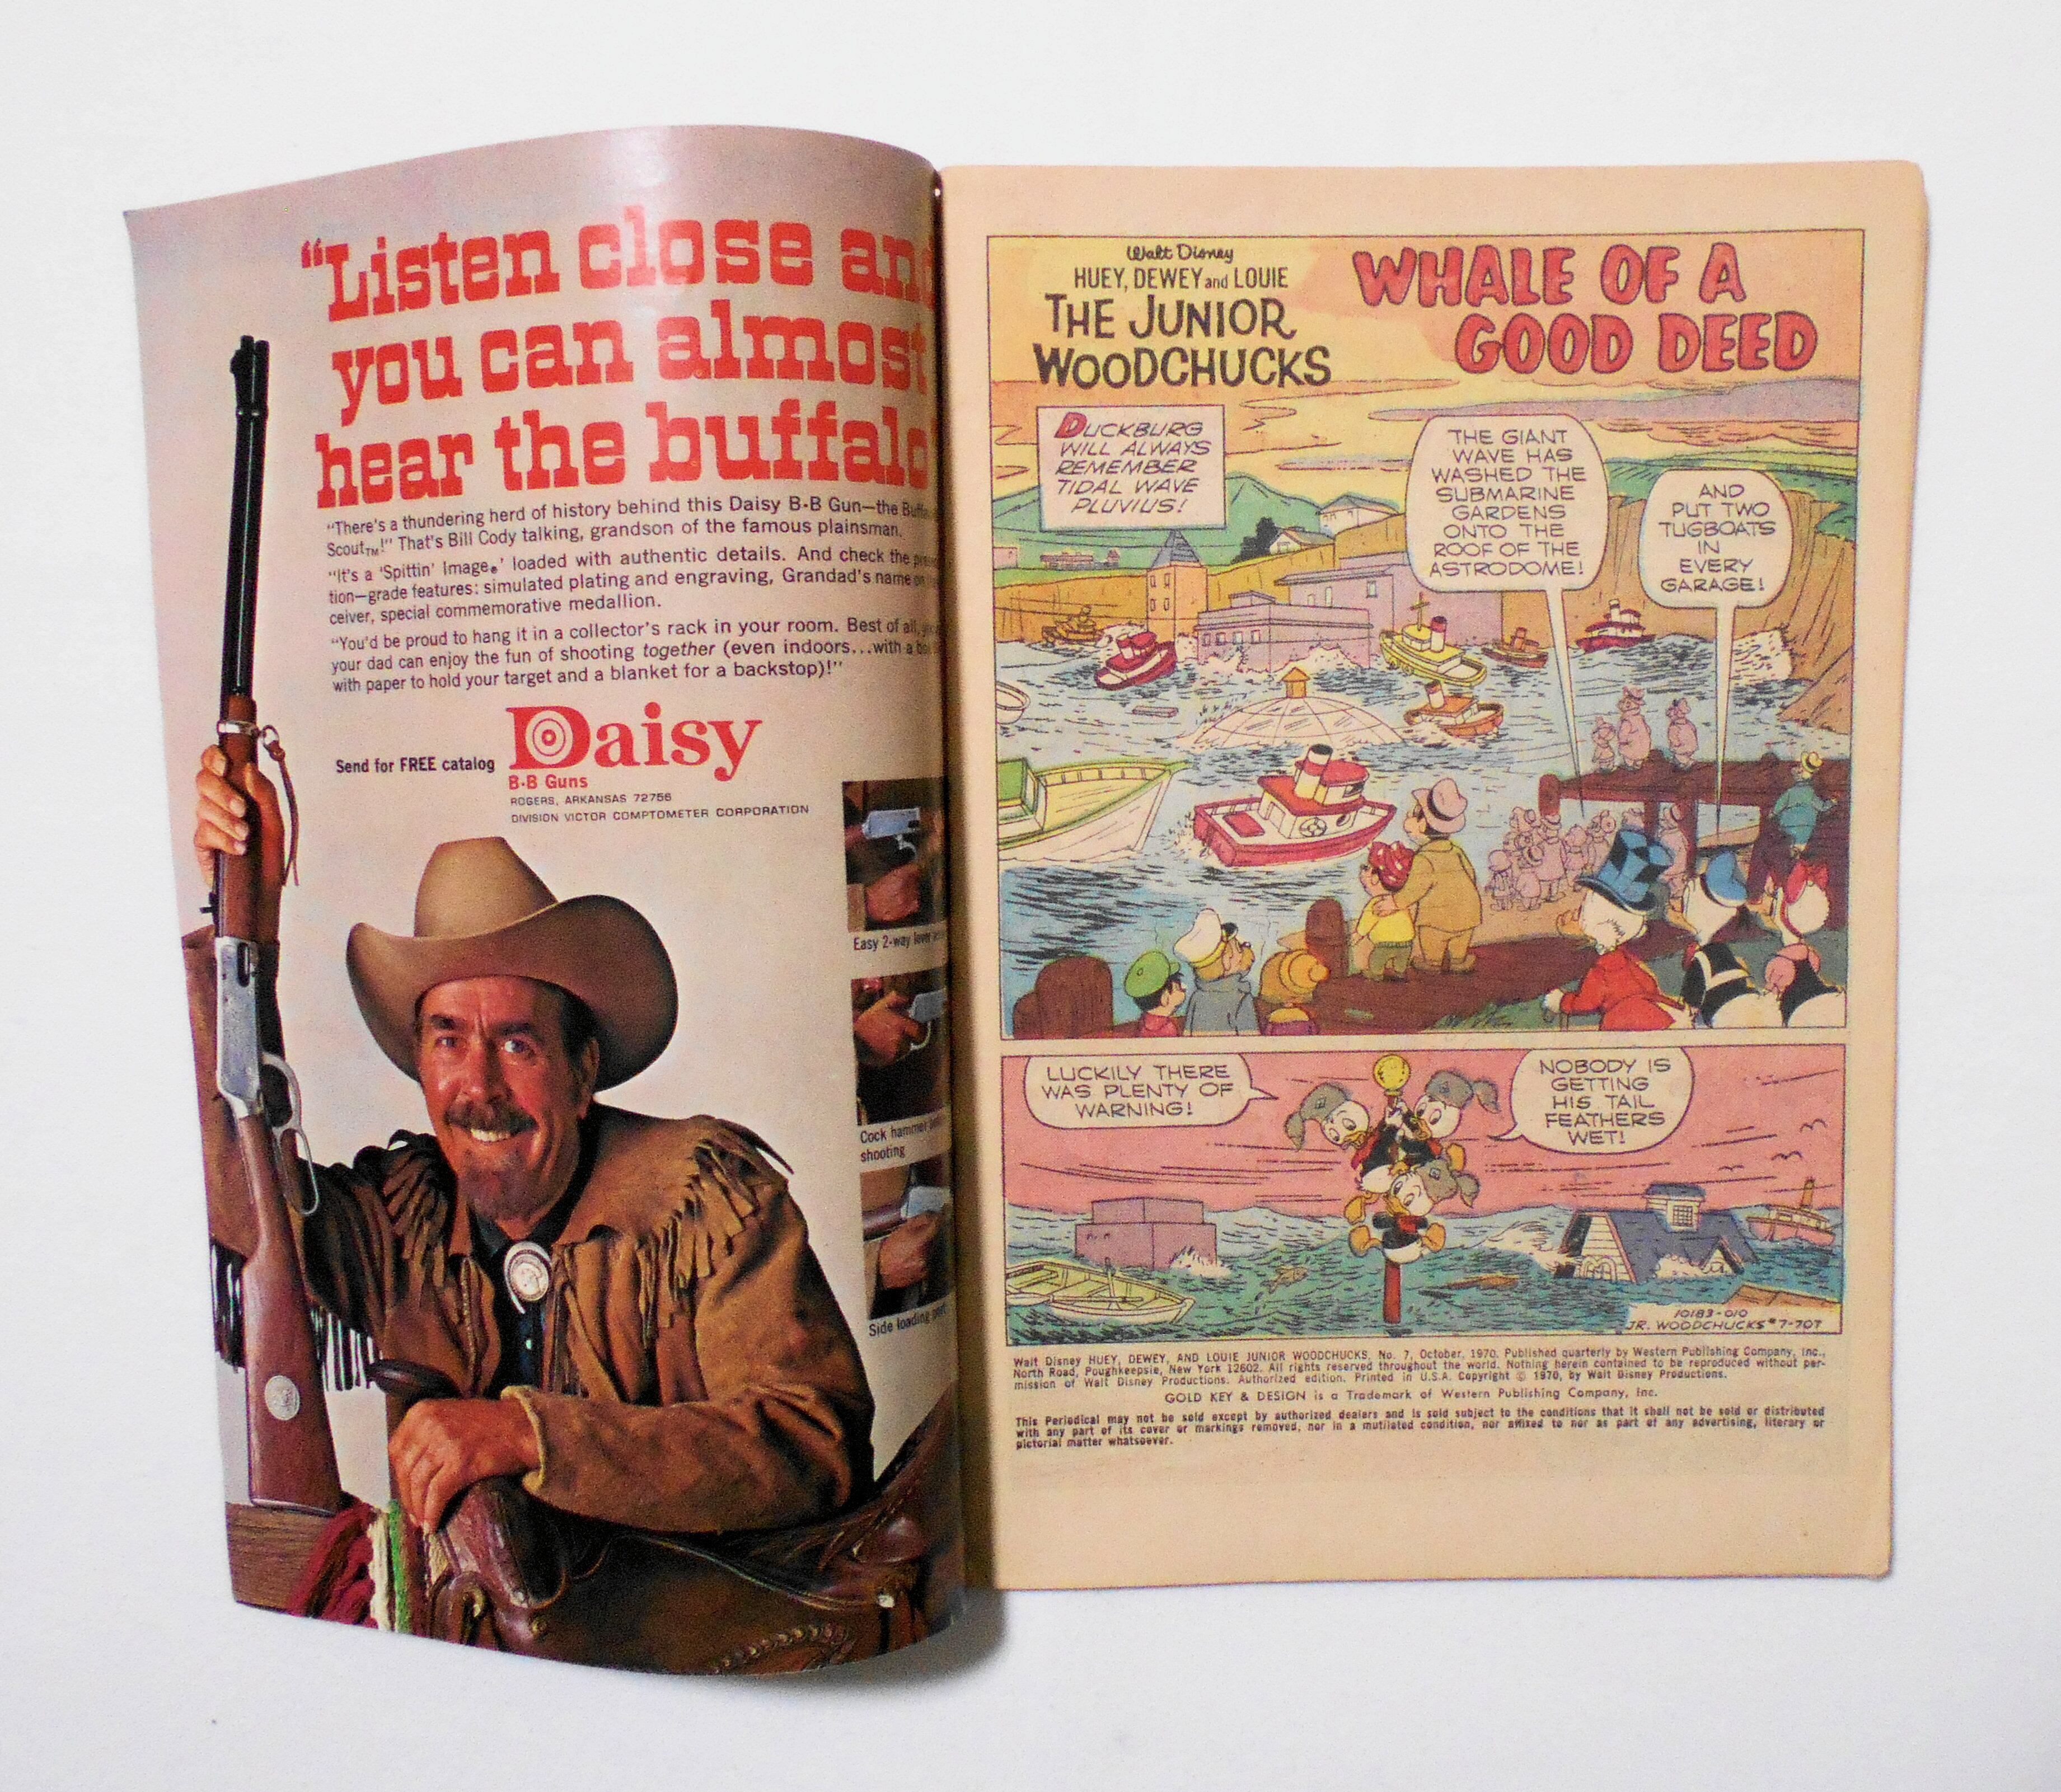 “Listen close and
you can almost
hear the buffalo
“There's a thundering herd of history behind this Daisy B•B Gun—the
Scout™!” That's Bill Cody talking, grandson of the famous plainsman.
“It's a ‘Spittin' Image®’ loaded with authentic details. And check the
tion—grade features: simulated plating and engraving, Grandad's name on
ceiver, special commemorative medallion.
“You'd be proud to hang it in a collector's rack in your room. Best of all,
your dad can enjoy the fun of shooting together (even indoors...with a
with paper to hold your target and a blanket for a backstop)!”
Send for FREE catalog
Daisy
B•B Guns
ROGERS, ARKANSAS 72756
DIVISION VICTOR COMPTOMETER CORPORATION
Easy 2-way lever
Cock hammer
shooting
Side loading
Walt Disney
HUEY, DEWEY and LOUIE
THE JUNIOR
WOODCHUCKS
WHALE OF A
GOOD DEED
DUCKBURG
WILL ALWAYS
REMEMBER
TIDAL WAVE
PLUVIUS!
THE GIANT
WAVE HAS
WASHED THE
SUBMARINE
GARDENS
ONTO THE
ROOF OF THE
ASTRODOME!
AND
PUT TWO
TUGBOATS
IN
EVERY
GARAGE!
LUCKILY THERE
WAS PLENTY OF
WARNING!
NOBODY IS
GETTING
HIS TAIL
FEATHERS
WET!
10183-010
JR. WOODCHUCKS #7-707
Walt Disney HUEY, DEWEY, AND LOUIE JUNIOR WOODCHUCKS, No. 7, October, 1970. Published quarterly by Western Publishing Company, Inc.,
North Road, Poughkeepsie, New York 12602. All rights reserved throughout the world. Nothing herein contained to be reproduced without per-
mission of Walt Disney Productions. Authorized edition. Printed in U.S.A. Copyright © 1970, by Walt Disney Productions.
GOLD KEY & DESIGN is a Trademark of Western Publishing Company, Inc.
This Periodical may not be sold except by authorized dealers and is sold subject to the conditions that it shall not be sold or distributed
with any part of its cover or markings removed, nor in a mutilated condition, nor affixed to nor as part of any advertising, literary or
pictorial matter whatsoever.